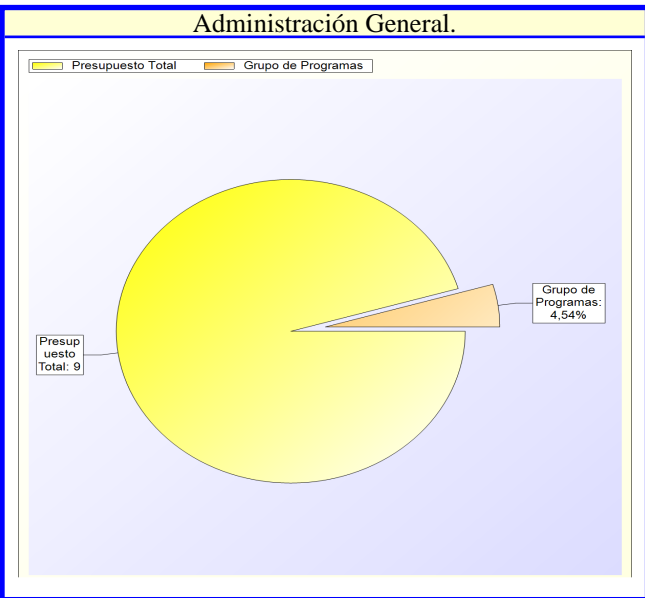 Administración General.
Presupuesto Total Grupo de Programas
Grupo de
Programas:
4,54%
Presup
uesto
Total: 9